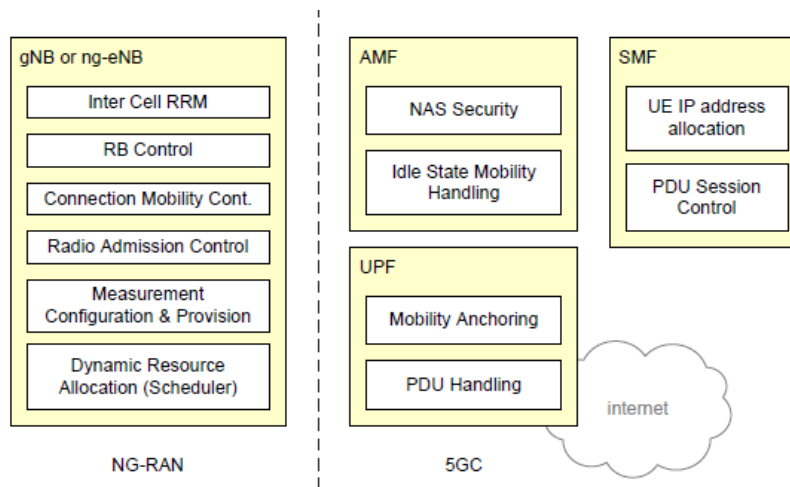 gNB or ng-eNB
Inter Cell RRM
RB Control
Connection Mobility Cont.
Radio Admission Control
Measurement
Configuration & Provision
Dynamic Resource
Allocation (Scheduler)
NG-RAN
AMF
NAS Security
Idle State Mobility
Handling
UPF
Mobility Anchoring
PDU Handling
5GC
SMF
UE IP address
allocation
PDU Session
Control
internet